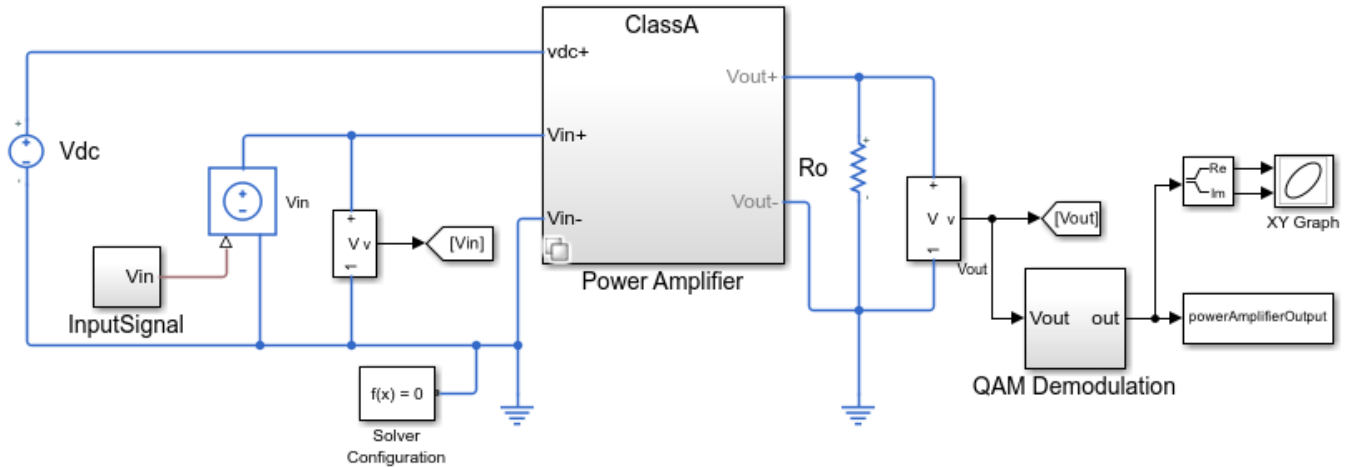 ClassA
vdc+
Vout+
Vdc
Vin+
Vin
Ro
Re
Im
XY Graph
V v
[Vin]
Vin-
Vout-
V v
[Vout]
Vin
InputSignal
Power Amplifier
Vout
Vout out
powerAmplifierOutput
QAM Demodulation
f(x) = 0
Solver
Configuration